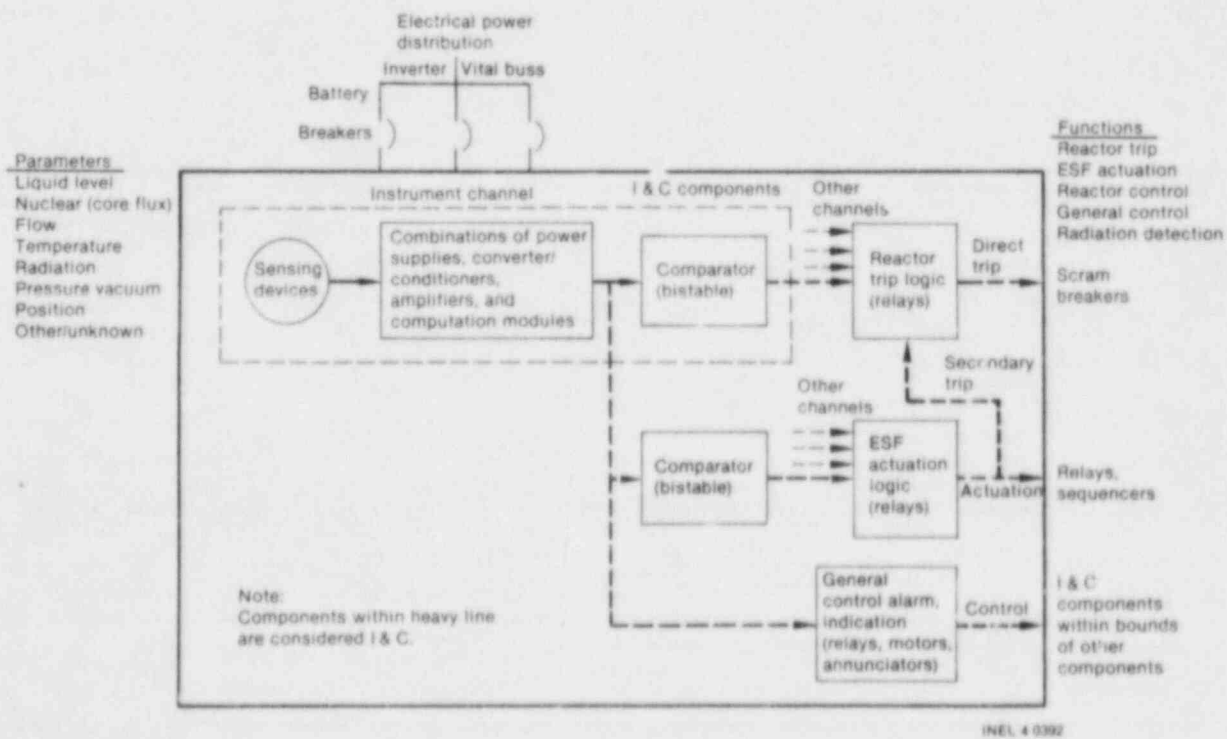 Electrical power
distribution
Inverter Vital buss
Battery
Breakers
Parameters
Liquid level
Nuclear (core flux)
Flow
Temperature
Radiation
Pressure vacuum
Position
Other/unknown
Functions
Reactor trip
ESF actuation
Reactor control
General control
Radiation detection
Instrument channel
I & C components
Other
channels
Sensing
devices
Combinations of power
supplies, converter/
conditioners,
amplifiers, and
computation modules
Comparator
(bistable)
Reactor
trip logic
(relays)
Direct
trip
Scram
breakers
Secondary
trip
Other
channels
Comparator
(bistable)
ESF
actuation
logic
(relays)
Actuation
Relays,
sequencers
Note:
Components within heavy line
are considered I & C.
General
control alarm,
indication
(relays, motors,
annunciators)
Control
I & C
components
within bounds
of other
components
INEL 4 0392